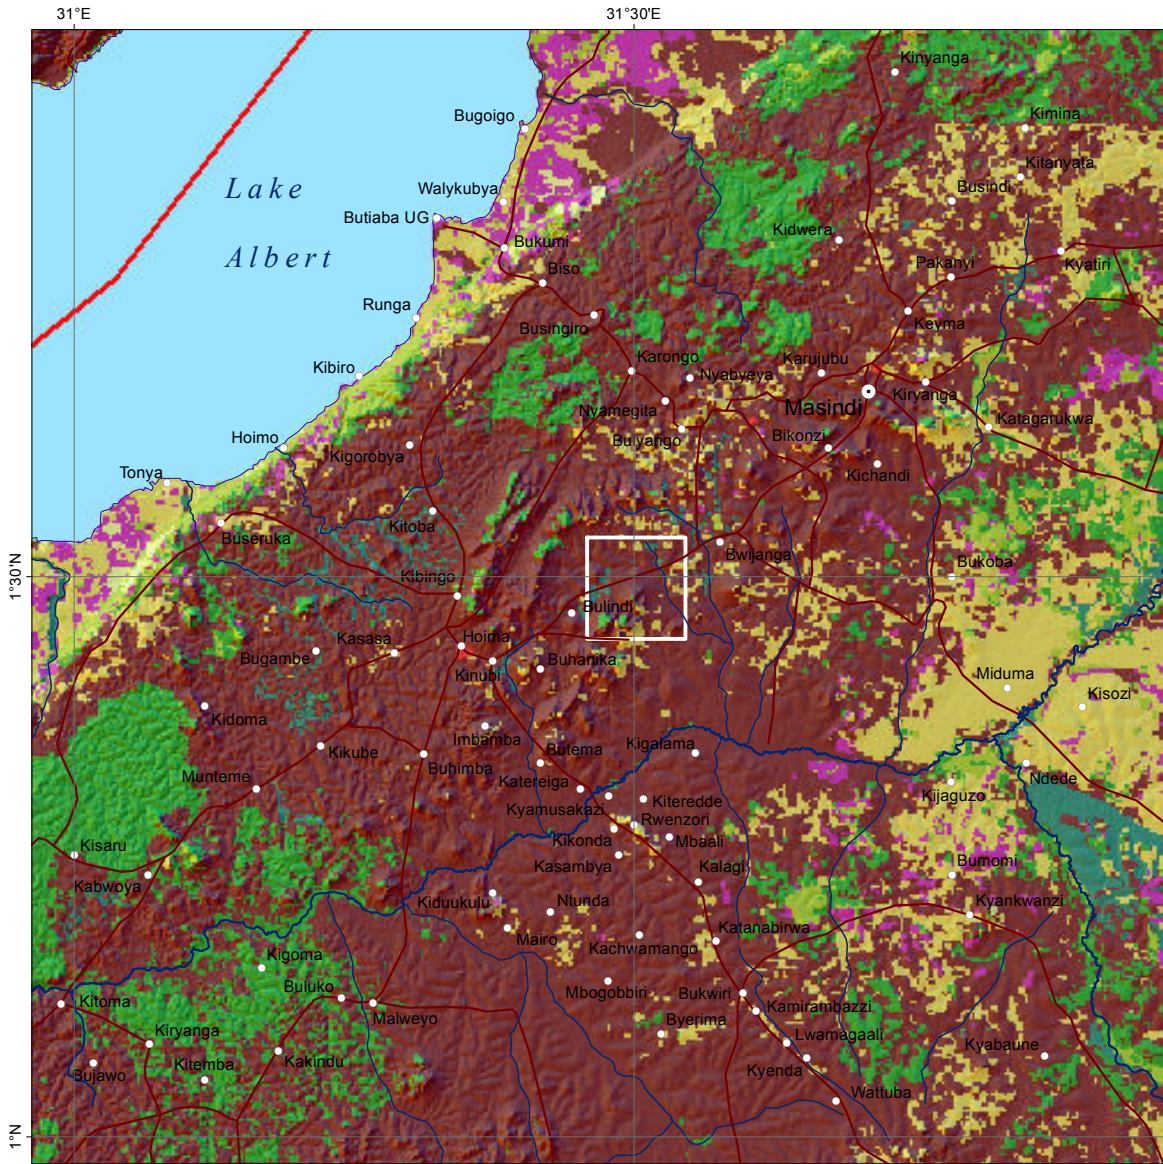 31°E
31°30'E
Kinyanga
Bugoigo
Kimina
Kitanyata
Lake
Walykubya
Busindi
Butiaba UG
Kidwera
Albert
Bukumi
Pakanyi
Kyatiri
Biso
Runga
Busingiro
Keyma
Karongo
Karujubu
Kibiro
Nyabyeya
Kiryanga
Nyamegita
Masindi
Katagarukwa
Hoimo
Bulyango
Bikonzi
Kigorobya
Tonya
Kichandi
Kitoba
Buseruka
Bwijanga
Bukoba
1°30'N
Kibingo
Bulindi
Kasasa
Hoima
Bugambe
Buhanika
Kinubi
Miduma
Kisozi
Kidoma
Imbamba
Kikube
Butema
Kigalama
Buhimba
Munteme
Katereiga
Ndede
Kijaguzo
Kyamusakazi
Kiteredde
Rwenzori
Kikonda
Mbaali
Kisaru
Kasambya
Kalagi
Bumomi
Kabwoya
Kiduukulu
Ntunda
Kyankwanzi
Katanabirwa
Mairo
Kachwamango
Kigoma
Buluko
Mbogobbiri
Bukwiri
Kitoma
Kamirambazzi
Malweyo
Byerima
Kiryanga
Lwamagaali
Kitemba
Kakindu
Kyabaune
Bujawo
Kyenda
Wattuba
1°N